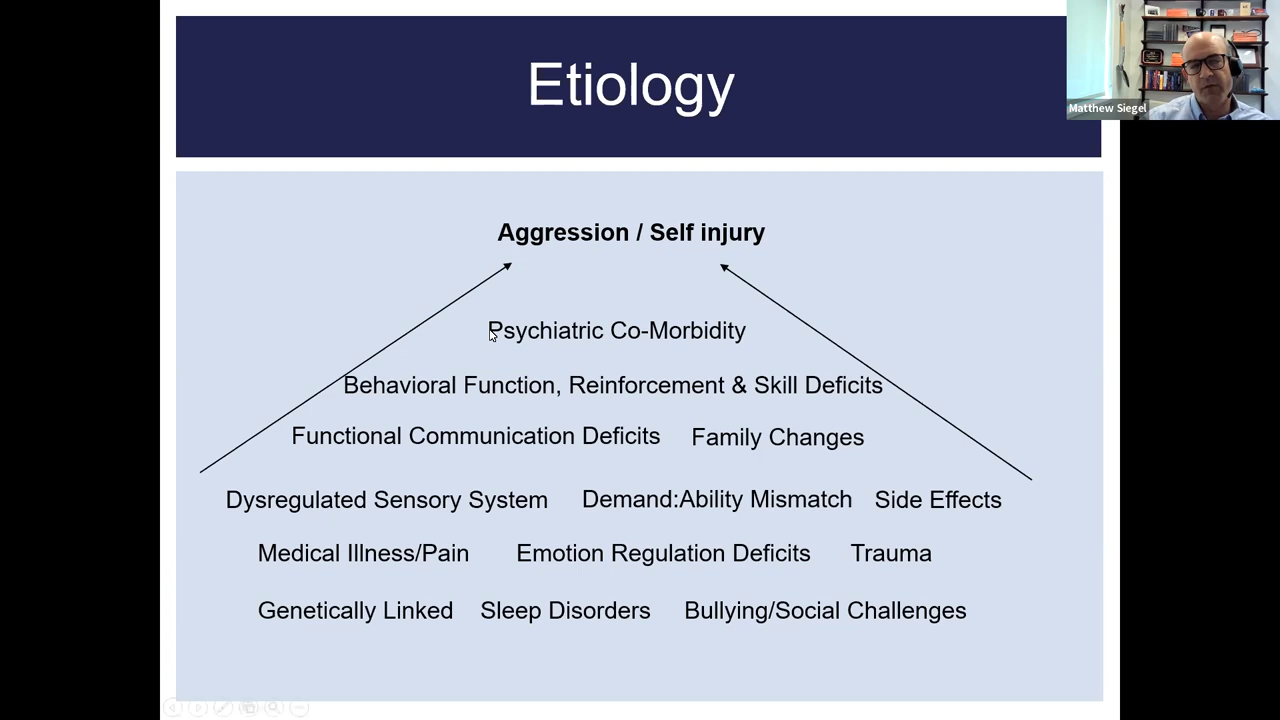 Etiology
Matthew Siegel
Aggression / Self injury
Psychiatric Co-Morbidity
Behavioral Function, Reinforcement & Skill Deficits
Functional Communication Deficits Family Changes
Dysregulated Sensory System Demand:Ability Mismatch Side Effects
Medical Illness/Pain Emotion Regulation Deficits Trauma
Genetically Linked Sleep Disorders Bullying/Social Challenges